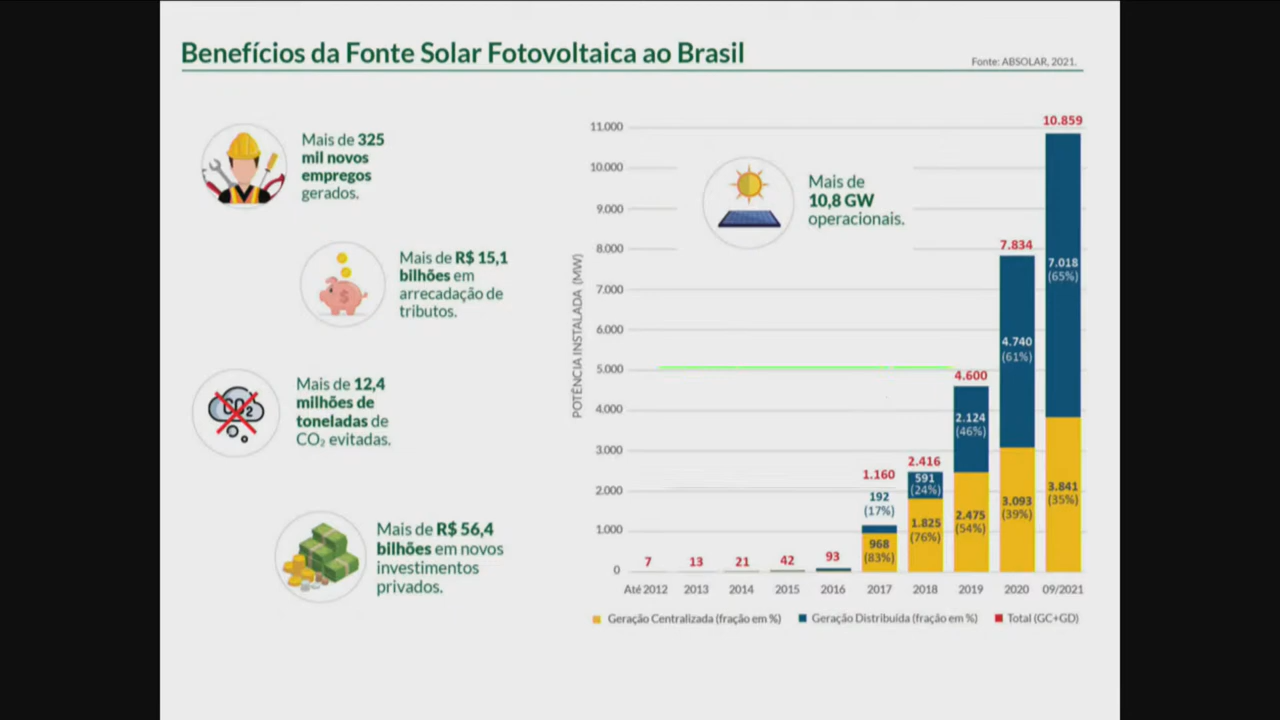 Benefícios da Fonte Solar Fotovoltaica ao Brasil
Fonte: ABSOLAR, 2021.
Mais de 325
mil novos
empregos
gerados.
Mais de R$ 15,1
bilhões em
arrecadação de
tributos.
CO2
Mais de 12,4
milhões de
toneladas de
CO₂ evitadas.
Mais de R$ 56,4
bilhões em novos
investimentos
privados.
Mais de
10,8 GW
operacionais.
POTÊNCIA INSTALADA (MW)
11.000
10.000
9.000
8.000
7.000
6.000
5.000
4.000
3.000
2.000
1.000
0
7
13
21
42
93
1.160
192
(17%)
968
(83%)
2.416
591
(24%)
1.825
(76%)
4.600
2.124
(46%)
2.475
(54%)
7.834
4.740
(61%)
3.093
(39%)
10.859
7.018
(65%)
3.841
(35%)
Até 2012 2013 2014 2015 2016 2017 2018 2019 2020 09/2021
Geração Centralizada (fração em %) Geração Distribuída (fração em %) Total (GC+GD)